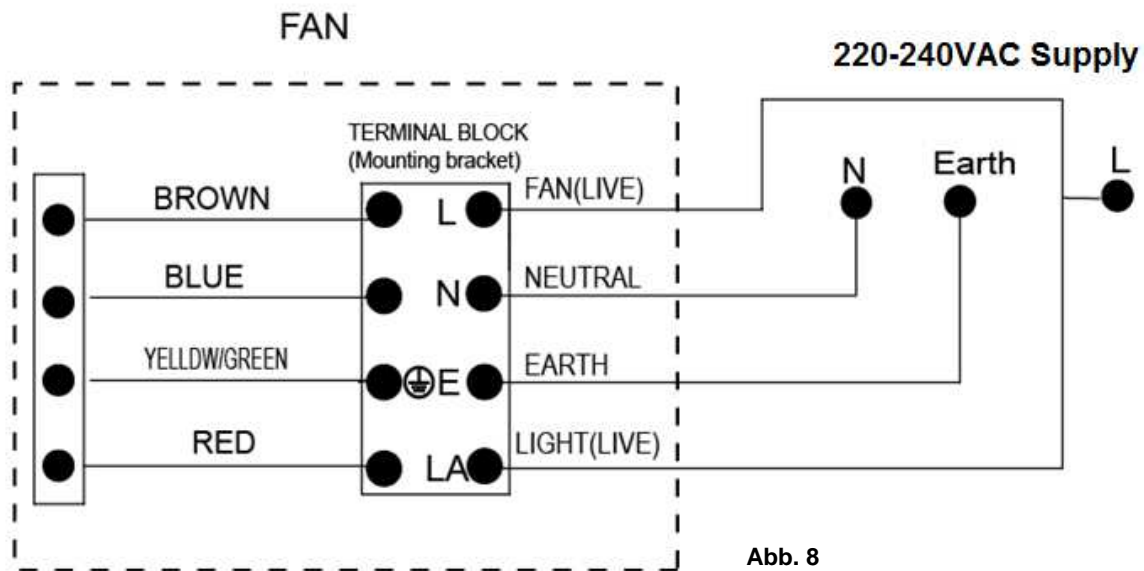 FAN
220-240VAC Supply
TERMINAL BLOCK
(Mounting bracket)
BROWN
L
FAN(LIVE)
N
Earth
L
BLUE
N
NEUTRAL
YELLDW/GREEN
E
EARTH
RED
LA
LIGHT(LIVE)
Abb. 8